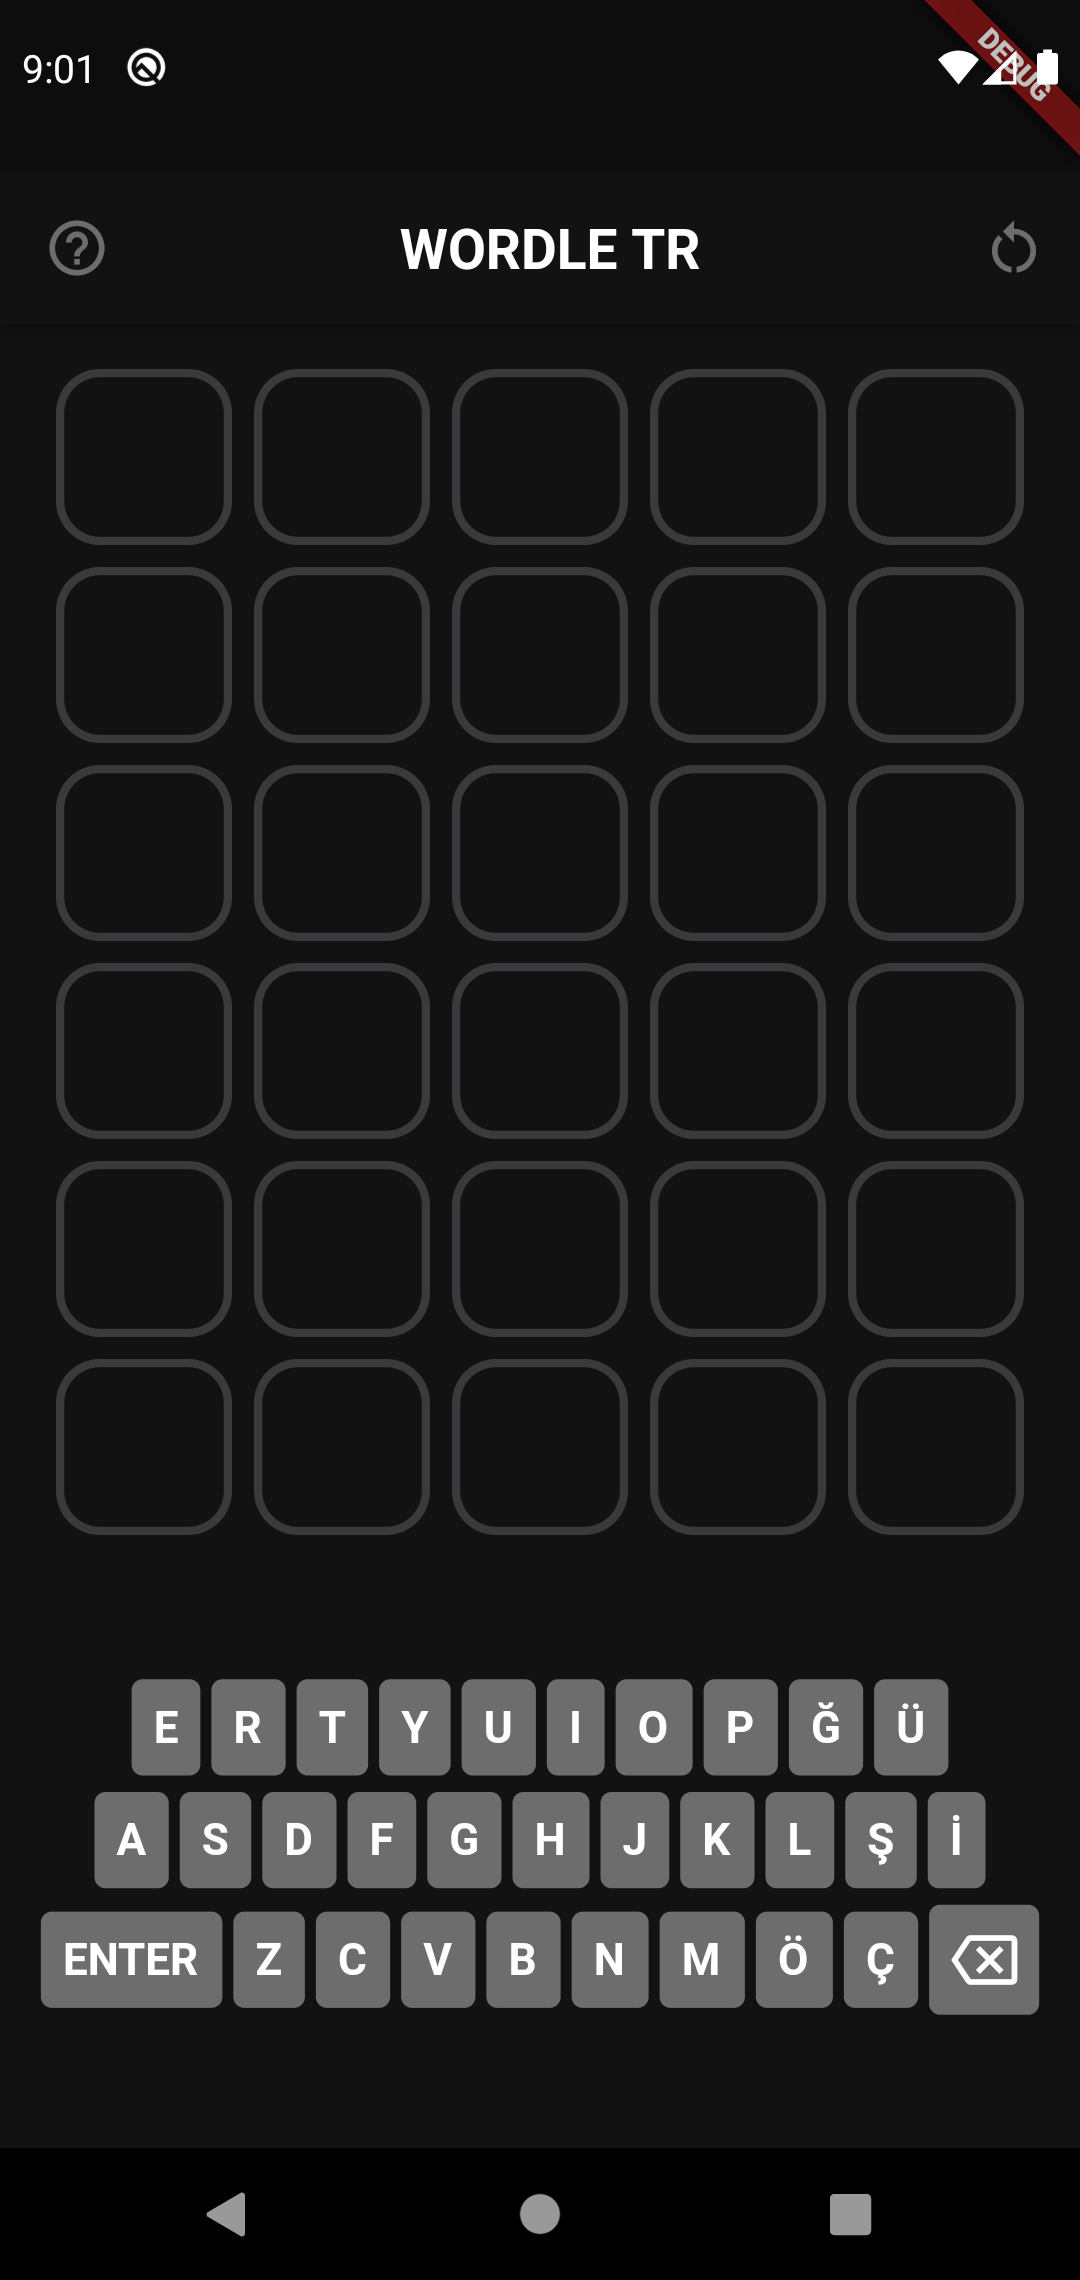 9:01
DEBUG
WORDLE TR
E R T Y U I O P Ğ Ü
A S D F G H J K L Ş İ
ENTER Z C V B N M Ö Ç